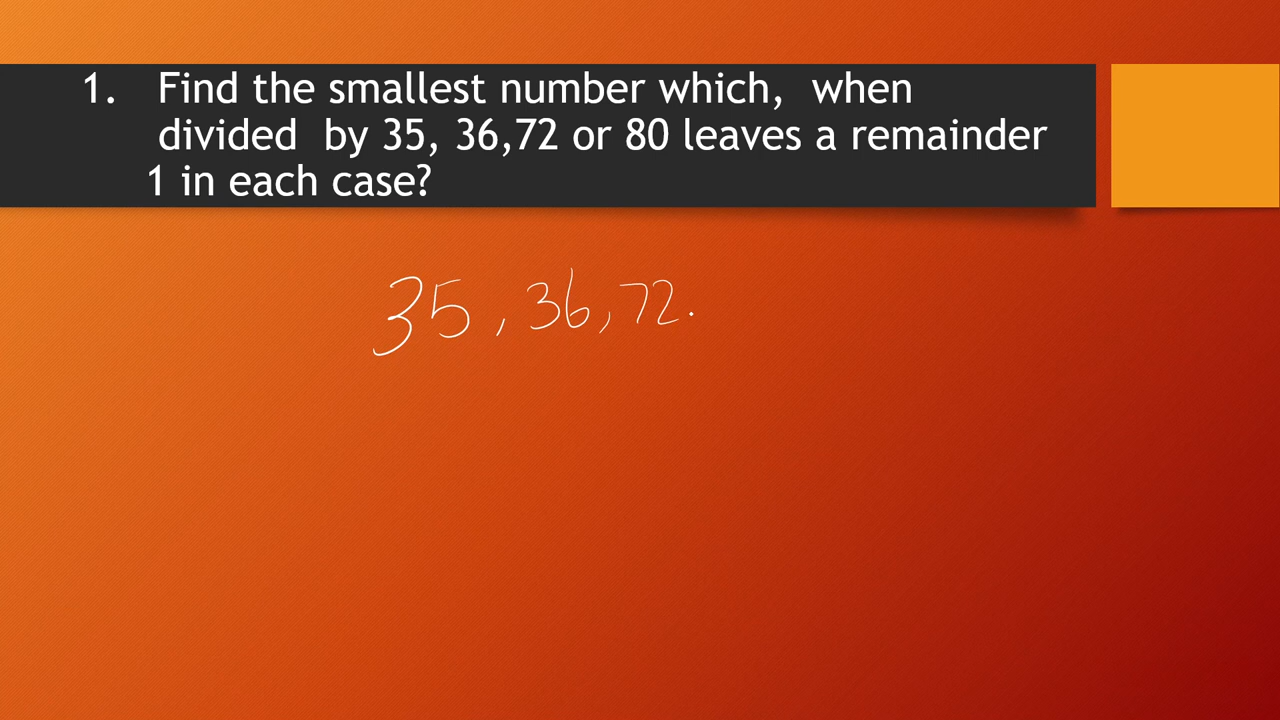 1. Find the smallest number which, when
divided by 35, 36,72 or 80 leaves a remainder
1 in each case?
35, 36, 72.